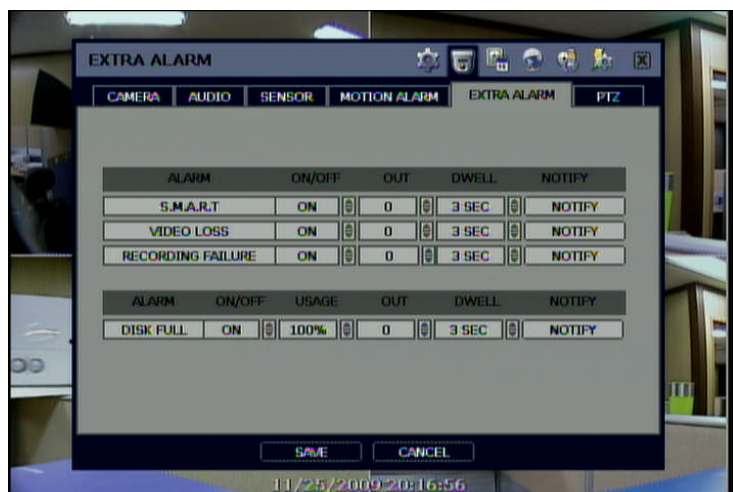 EXTRA ALARM
CAMERA AUDIO SENSOR MOTION ALARM EXTRA ALARM PTZ
ALARM ON/OFF OUT DWELL NOTIFY
S.M.A.R.T ON 0 3 SEC NOTIFY
VIDEO LOSS ON 0 3 SEC NOTIFY
RECORDING FAILURE ON 0 3 SEC NOTIFY
ALARM ON/OFF USAGE OUT DWELL NOTIFY
DISK FULL ON 100% 0 3 SEC NOTIFY
SAVE CANCEL
11/25/2009 20:16:56